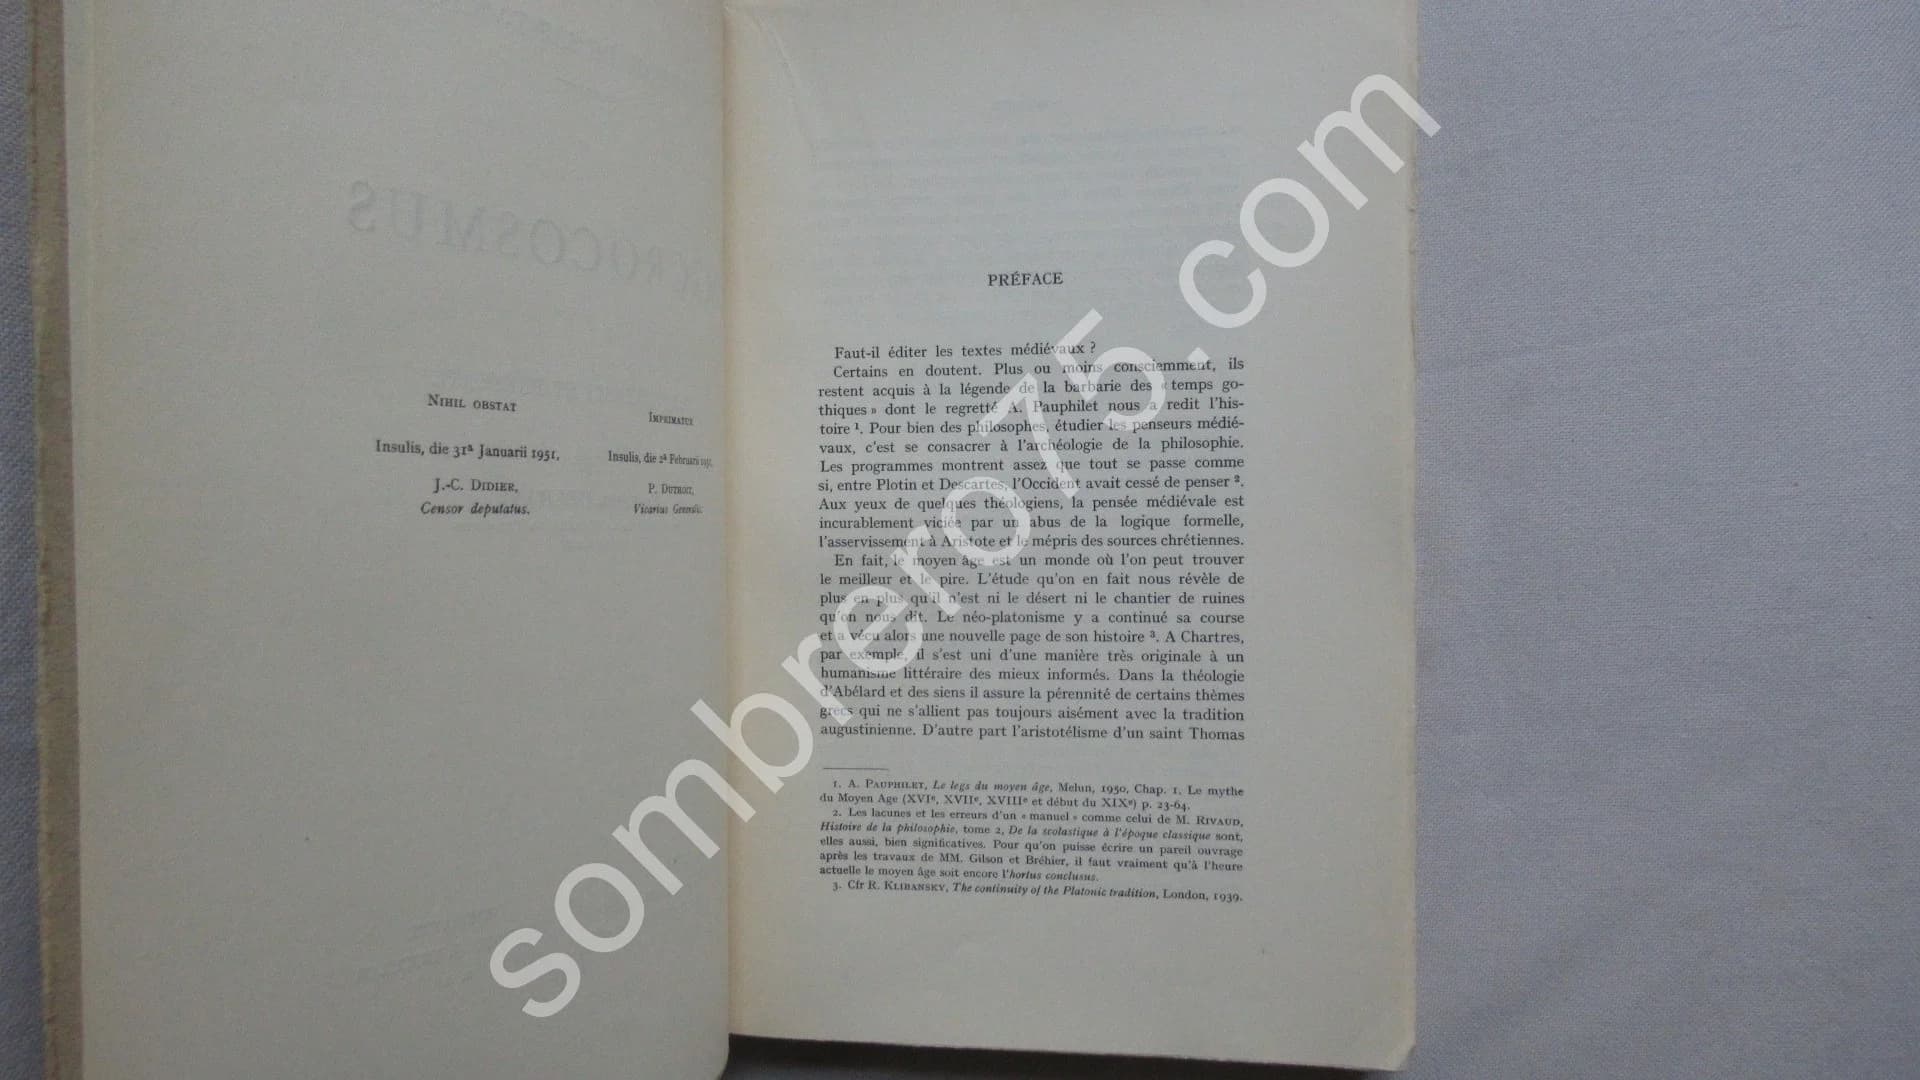 NIHIL OBSTAT
Insulis, die 31ª Januarii 1951,
J.-C. DIDIER,
Censor deputatus.
IMPRIMATUR
Insulis, die 2ª Februarii 1951,
P. DUTHOIT,
Vicarius Generalis.
PRÉFACE
Faut-il éditer les textes médiévaux ?
Certains en doutent. Plus ou moins consciemment, ils
restent acquis à la légende de la barbarie des « temps go-
thiques » dont le regretté A. Pauphilet nous a redit l'his-
toire ¹. Pour bien des philosophes, étudier les penseurs médié-
vaux, c'est se consacrer à l'archéologie de la philosophie.
Les programmes montrent assez que tout se passe comme
si, entre Plotin et Descartes, l'Occident avait cessé de penser ².
Aux yeux de quelques théologiens, la pensée médiévale est
incurablement viciée par un abus de la logique formelle,
l'asservissement à Aristote et le mépris des sources chrétiennes.
En fait, le moyen âge est un monde où l'on peut trouver
le meilleur et le pire. L'étude qu'on en fait nous révèle de
plus en plus qu'il n'est ni le désert ni le chantier de ruines
qu'on nous dit. Le néo-platonisme y a continué sa course
et a vécu alors une nouvelle page de son histoire ³. A Chartres,
par exemple, il s'est uni d'une manière très originale à un
humanisme littéraire des mieux informés. Dans la théologie
d'Abélard et des siens il assure la pérennité de certains thèmes
grecs qui ne s'allient pas toujours aisément avec la tradition
augustinienne. D'autre part l'aristotélisme d'un saint Thomas
1. A. PAUPHILET, Le legs du moyen âge, Melun, 1950, Chap. 1. Le mythe
du Moyen Age (XVIᵉ, XVIIᵉ, XVIIIᵉ et début du XIXᵉ) p. 23-64.
2. Les lacunes et les erreurs d'un « manuel » comme celui de M. RIVAUD,
Histoire de la philosophie, tome 2, De la scolastique à l'époque classique sont,
elles aussi, bien significatives. Pour qu'on puisse écrire un pareil ouvrage
après les travaux de MM. Gilson et Bréhier, il faut vraiment qu'à l'heure
actuelle le moyen âge soit encore l'hortus conclusus.
3. Cfr R. KLIBANSKY, The continuity of the Platonic tradition, London, 1939.
sombrero75.com